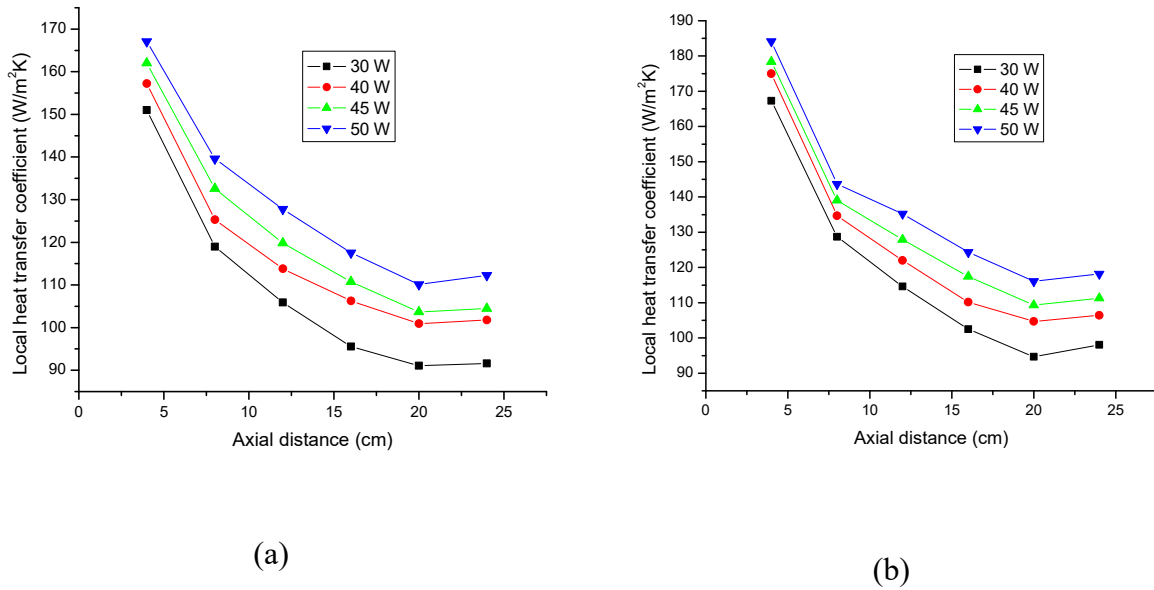 170
160
150
140
130
120
110
100
90
0
5
10
15
20
25
Local heat transfer coefficient (W/m²K)
Axial distance (cm)
30 W
40 W
45 W
50 W
(a)
190
180
170
160
150
140
130
120
110
100
90
0
5
10
15
20
25
Local heat transfer coefficient (W/m²K)
Axial distance (cm)
30 W
40 W
45 W
50 W
(b)